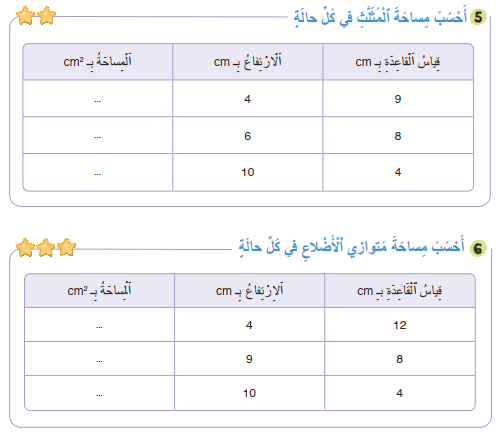 5 أَحْسُبُ مِساحَةَ ٱلْمُثَلَّثِ في كُلِّ حالَةٍ
قِياسُ ٱلْقاعِدَةِ بِـ cm ٱلْاِرْتِفاعُ بِـ cm ٱلْمِساحَةُ بِـ cm²
9 4 ...
8 6 ...
4 10 ...
6 أَحْسُبُ مِساحَةَ مُتَوازي ٱلْأَضْلاعِ في كُلِّ حالَةٍ
قِياسُ ٱلْقاعِدَةِ بِـ cm ٱلْاِرْتِفاعُ بِـ cm ٱلْمِساحَةُ بِـ cm²
12 4 ...
8 9 ...
4 10 ...